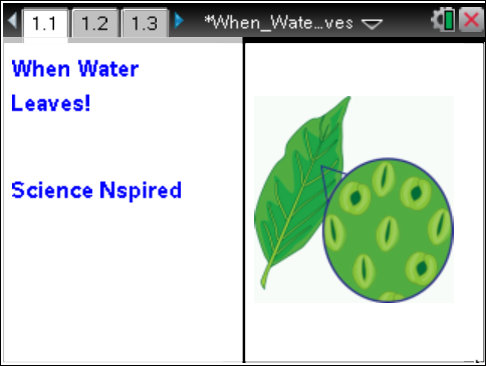 1.1 1.2 1.3 *When_Wate…ves
When Water
Leaves!
Science Nspired